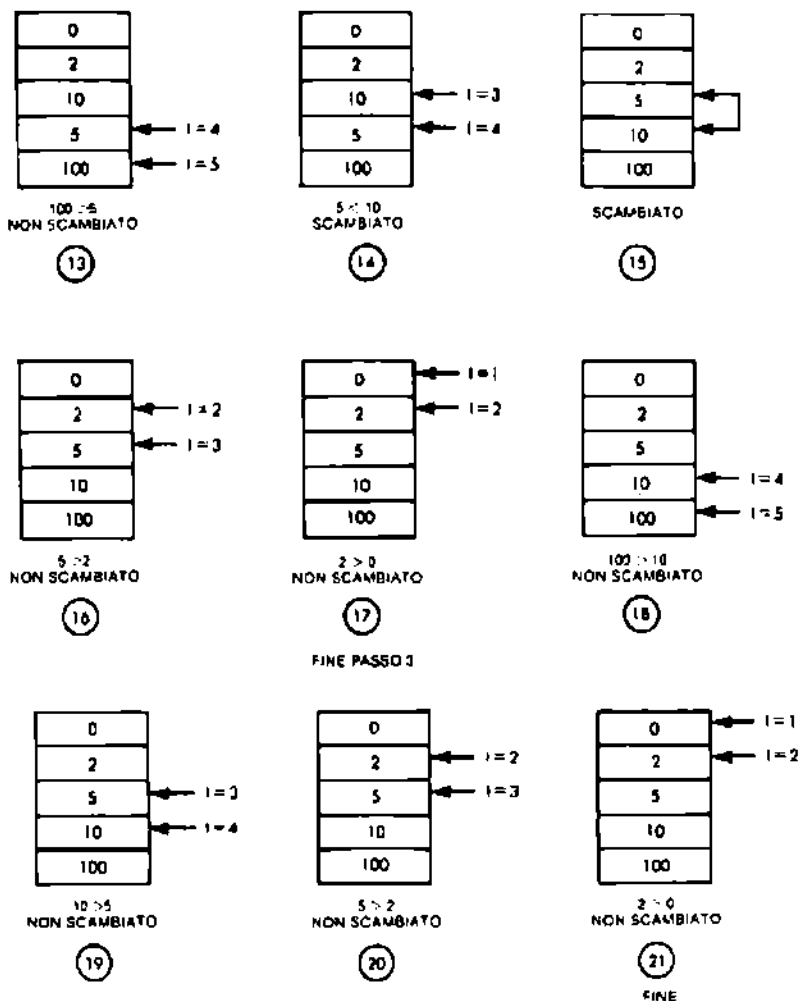 0
2
10
5
100
I=4
I=5
100 >5
NON SCAMBIATO
13
0
2
10
5
100
I=3
I=4
5 < 10
SCAMBIATO
14
0
2
5
10
100
SCAMBIATO
15
0
2
5
10
100
I=2
I=3
5 >2
NON SCAMBIATO
16
0
2
5
10
100
I=1
I=2
2 > 0
NON SCAMBIATO
17
FINE PASSO 3
0
2
5
10
100
I=4
I=5
100 > 10
NON SCAMBIATO
18
0
2
5
10
100
I=3
I=4
10 >5
NON SCAMBIATO
19
0
2
5
10
100
I=2
I=3
5 > 2
NON SCAMBIATO
20
0
2
5
10
100
I=1
I=2
2 > 0
NON SCAMBIATO
21
FINE